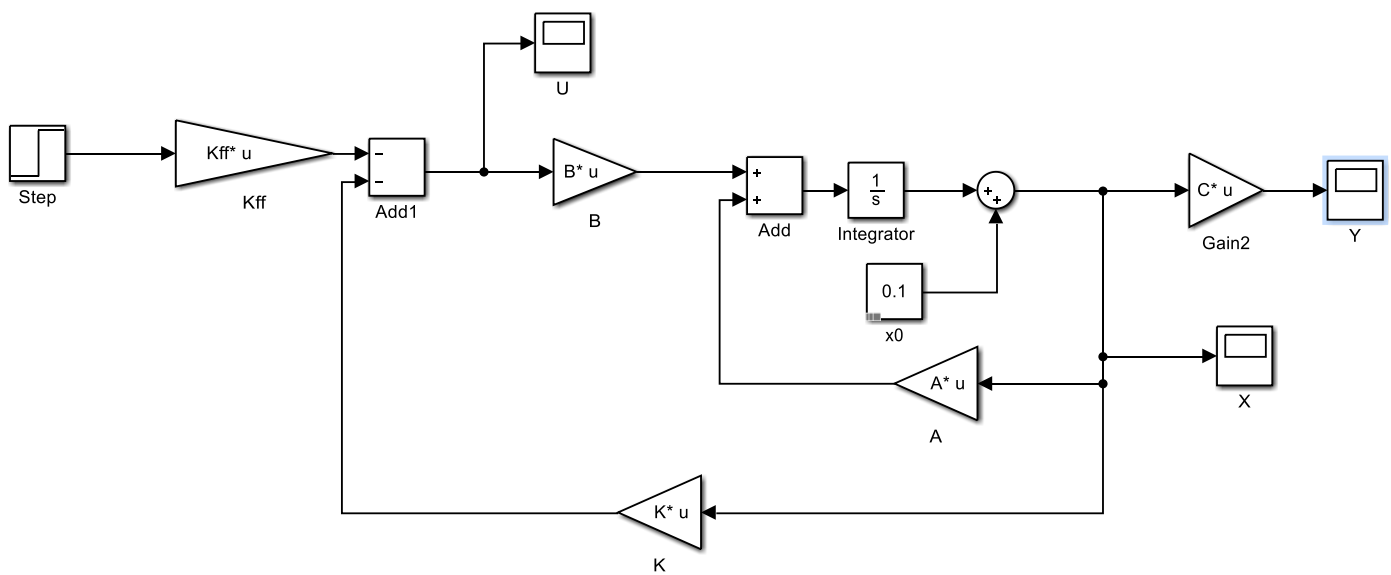 U
Step
Kff* u
Kff
-
-
Add1
B* u
B
+
+
Add
1
s
Integrator
+
+
0.1
x0
C* u
Gain2
Y
X
A* u
A
K* u
K